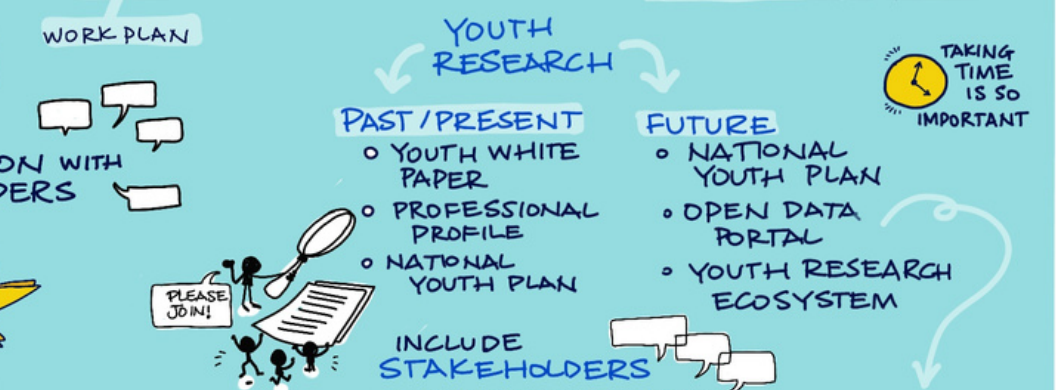 WORK PLAN
ON WITH
DERS
YOUTH
RESEARCH
PAST/PRESENT
o YOUTH WHITE
PAPER
o PROFESSIONAL
PROFILE
o NATIONAL
YOUTH PLAN
FUTURE
o NATIONAL
YOUTH PLAN
o OPEN DATA
PORTAL
o YOUTH RESEARCH
ECOSYSTEM
TAKING
TIME
IS SO
IMPORTANT
PLEASE
JOIN!
INCLUDE
STAKEHOLDERS